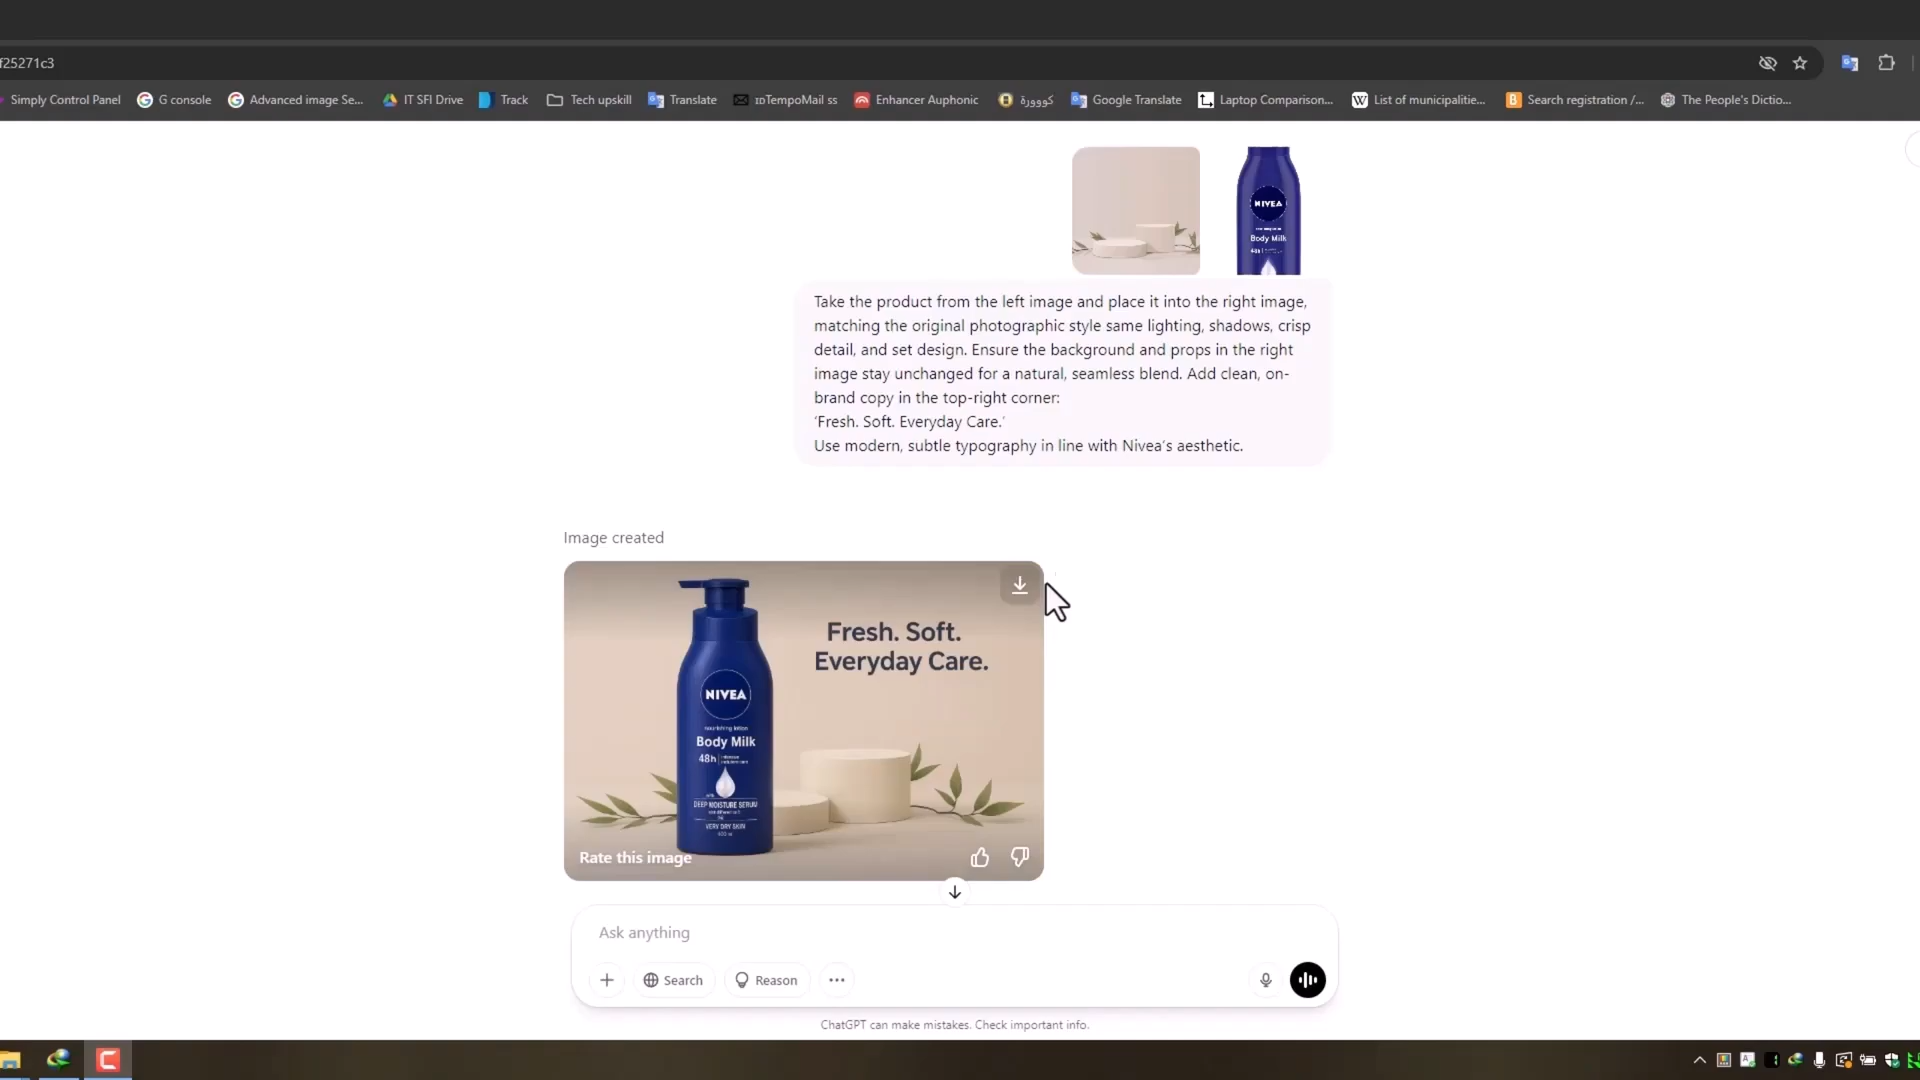 f25271c3
Simply Control Panel
G console
Advanced image Se...
IT SFI Drive
Track
Tech upskill
Translate
TempoMail ss
Enhancer Auphonic
كووورة
Google Translate
Laptop Comparison...
List of municipalitie...
Search registration /...
The People's Dictio...
NIVEA
Body Milk
48h
Take the product from the left image and place it into the right image,
matching the original photographic style same lighting, shadows, crisp
detail, and set design. Ensure the background and props in the right
image stay unchanged for a natural, seamless blend. Add clean, on-
brand copy in the top-right corner:
'Fresh. Soft. Everyday Care.'
Use modern, subtle typography in line with Nivea's aesthetic.
Image created
Fresh. Soft.
Everyday Care.
NIVEA
nourishing lotion
Body Milk
48h
DEEP MOISTURE SERUM
VERY DRY SKIN
Rate this image
Ask anything
Search
Reason
ChatGPT can make mistakes. Check important info.